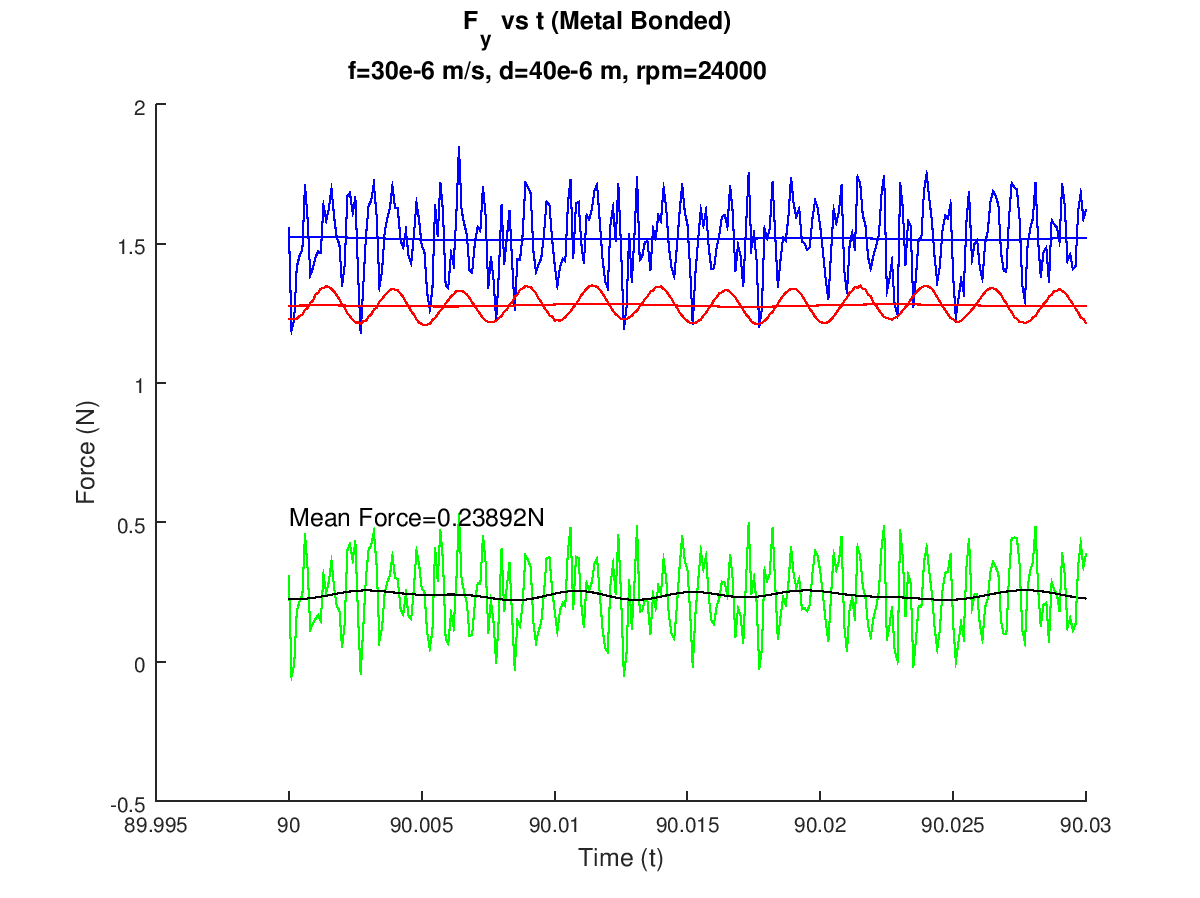 F_y vs t (Metal Bonded)
f=30e-6 m/s, d=40e-6 m, rpm=24000
2
1.5
1
0.5
0
-0.5
Force (N)
Mean Force=0.23892N
89.995 90 90.005 90.01 90.015 90.02 90.025 90.03
Time (t)